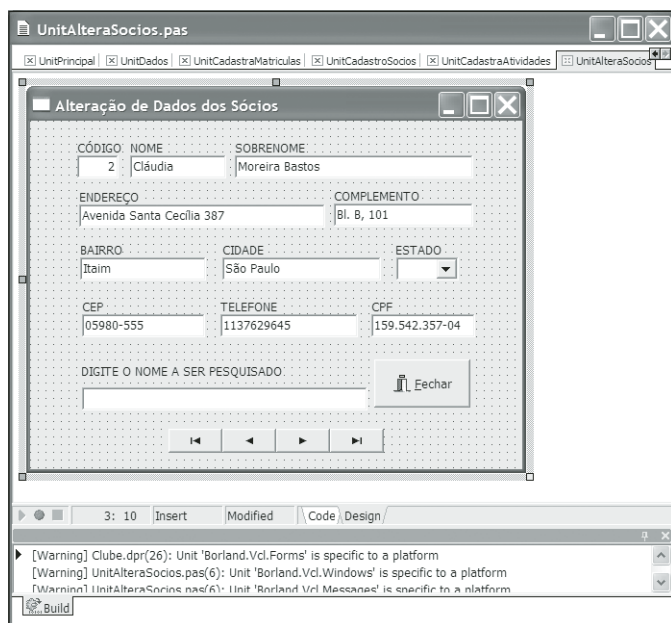 UnitAlteraSocios.pas
UnitPrincipal UnitDados UnitCadastraMatriculas UnitCadastroSocios UnitCadastraAtividades UnitAlteraSocios
Alteração de Dados dos Sócios
CÓDIGO NOME SOBRENOME
2 Cláudia Moreira Bastos
ENDEREÇO COMPLEMENTO
Avenida Santa Cecília 387 Bl. B, 101
BAIRRO CIDADE ESTADO
Itaim São Paulo
CEP TELEFONE CPF
05980-555 1137629645 159.542.357-04
DIGITE O NOME A SER PESQUISADO
Fechar
3: 10 Insert Modified Code Design
[Warning] Clube.dpr(26): Unit 'Borland.Vcl.Forms' is specific to a platform
[Warning] UnitAlteraSocios.pas(6): Unit 'Borland.Vcl.Windows' is specific to a platform
[Warning] UnitAlteraSocios.pas(6): Unit 'Borland.Vcl.Messages' is specific to a platform
Build